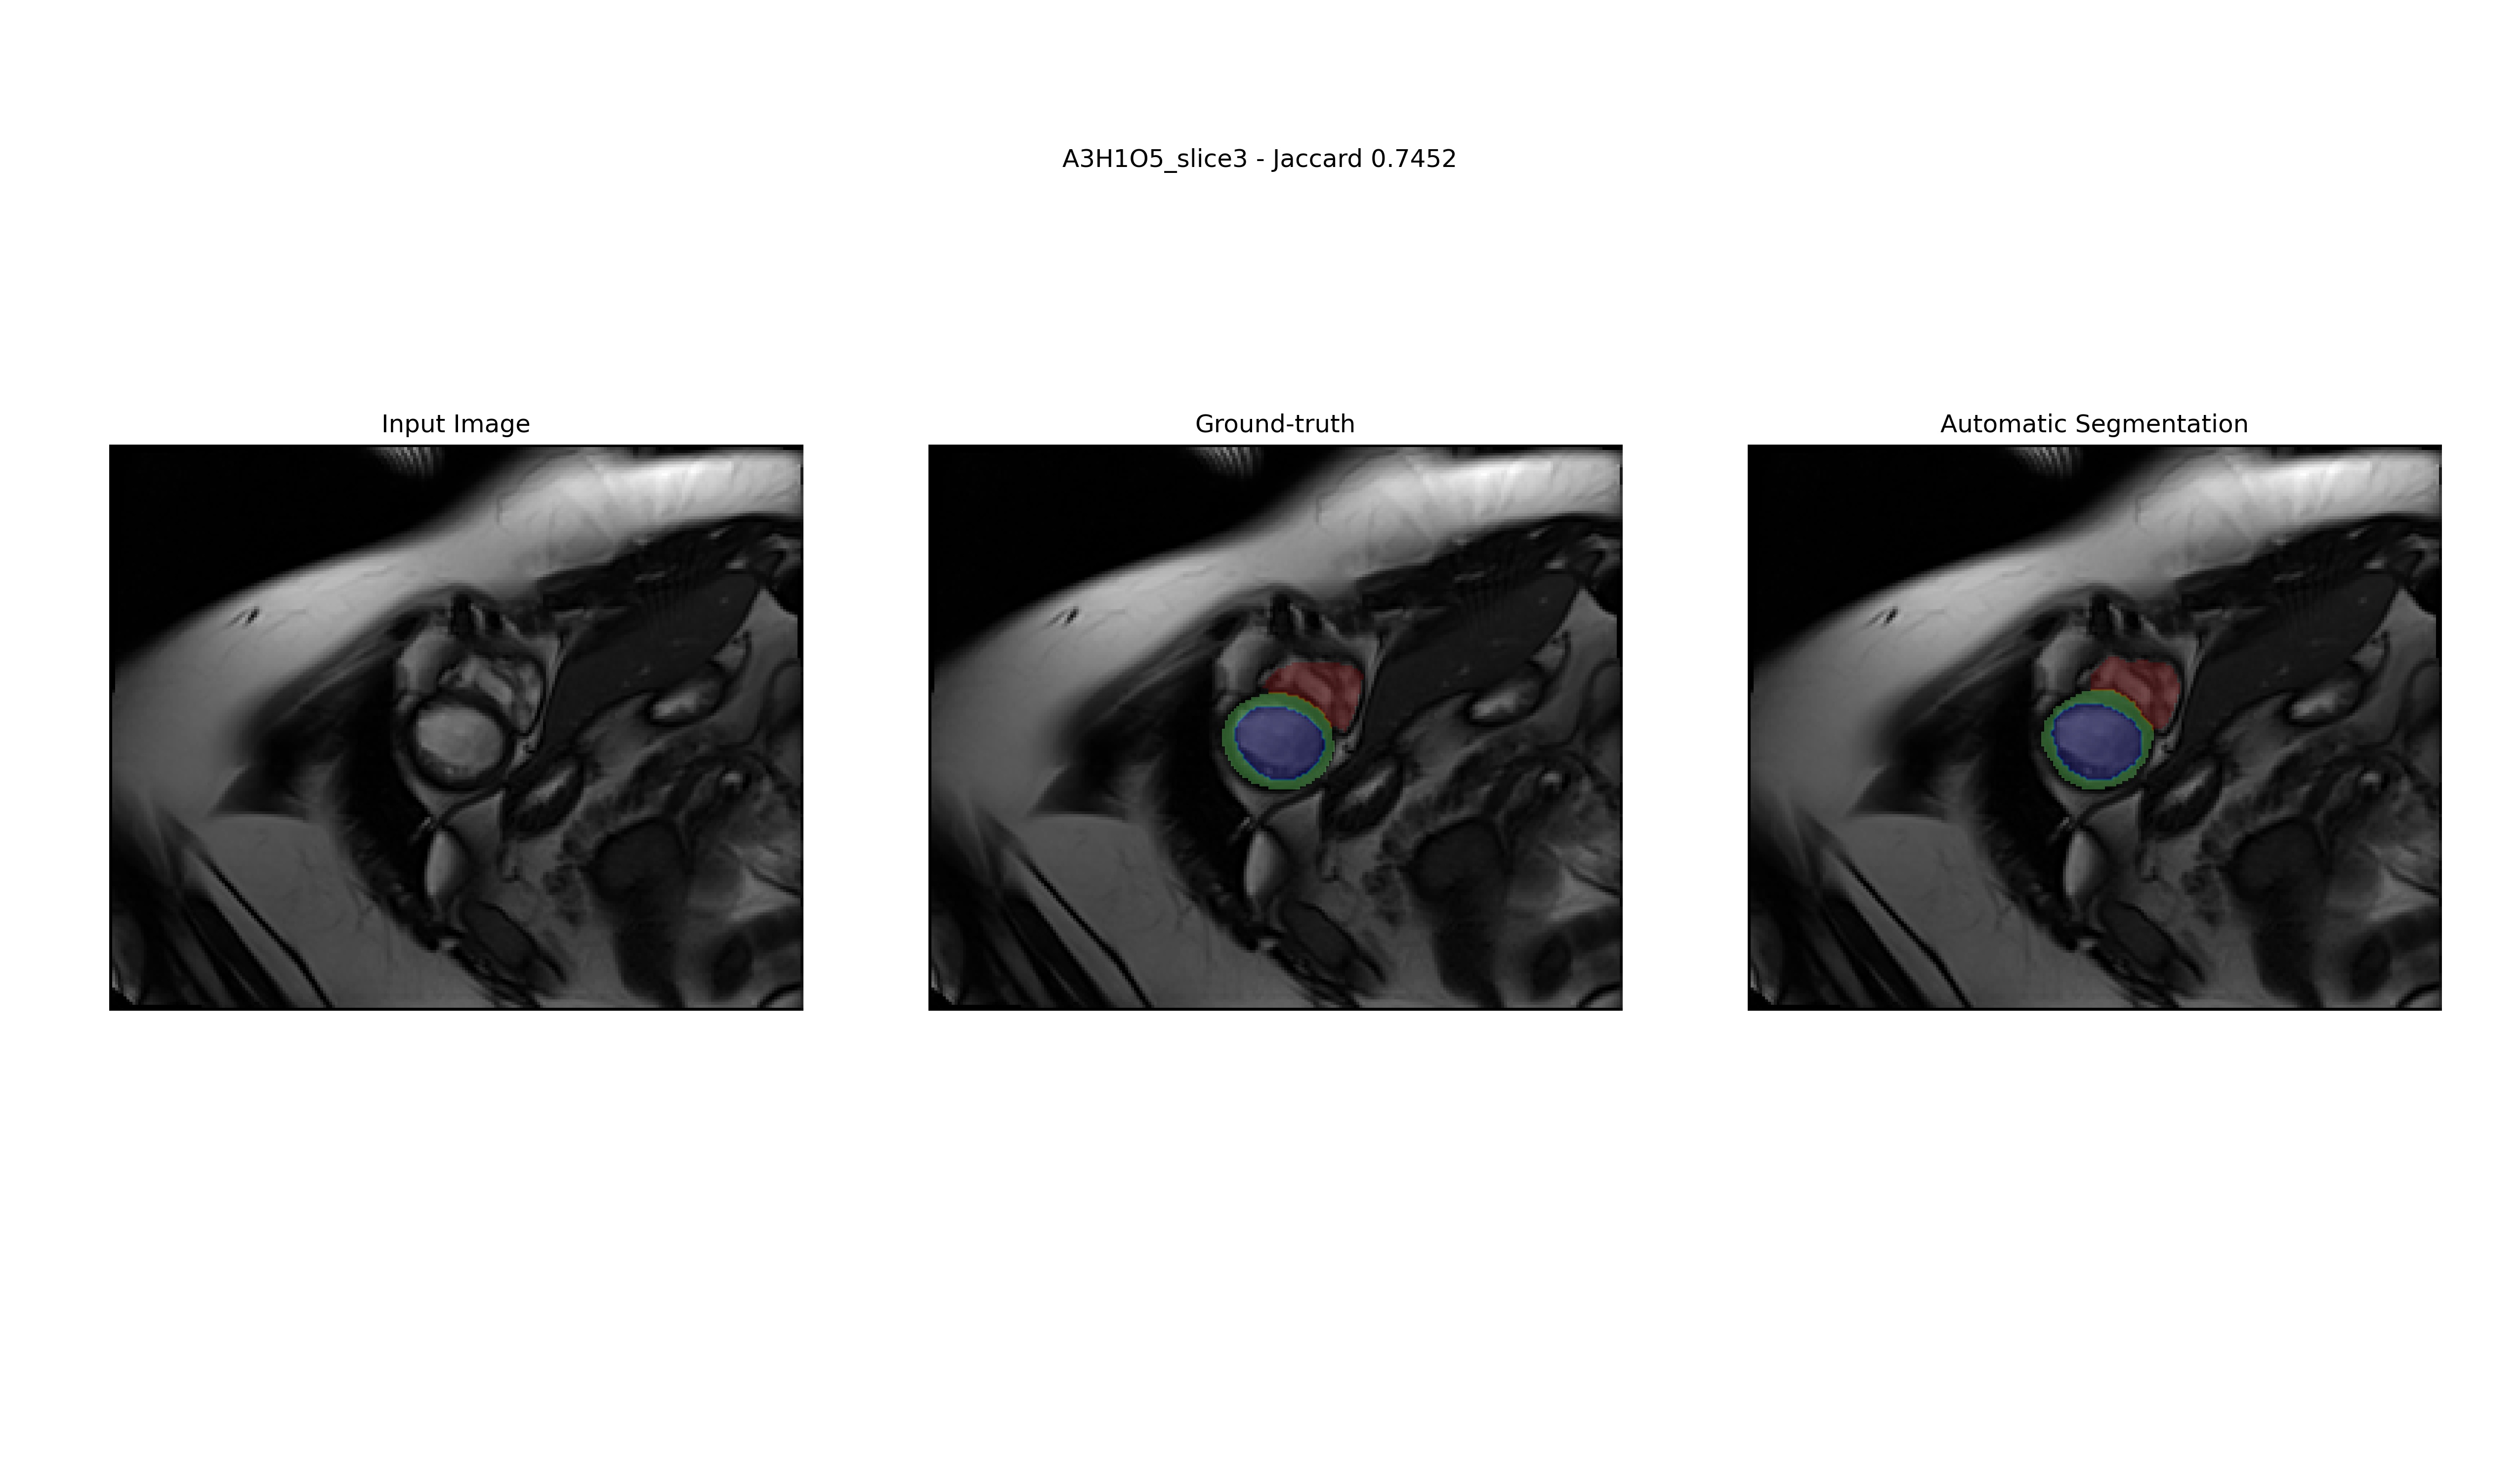 A3H1O5_slice3 - Jaccard 0.7452
Input Image
Ground-truth
Automatic Segmentation